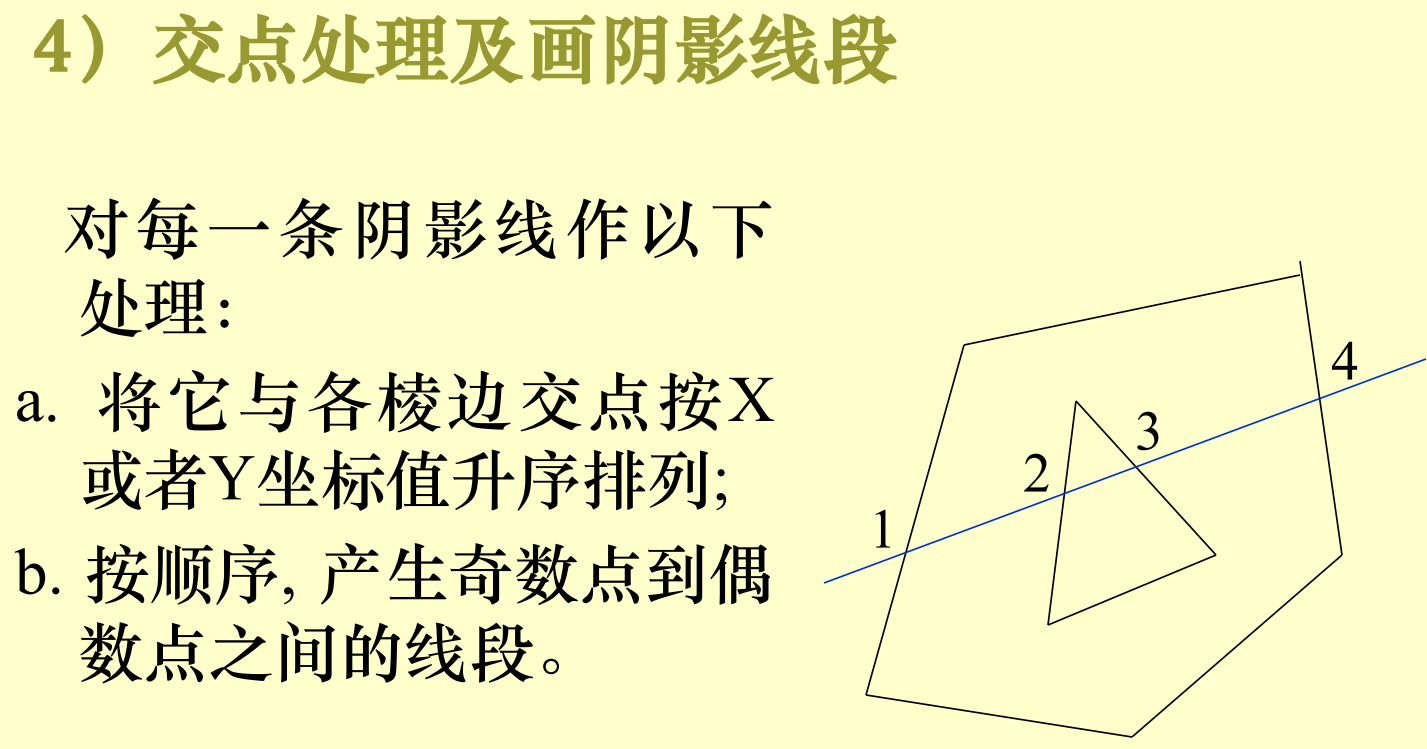 4）交点处理及画阴影线段
对每一条阴影线作以下
处理：
a. 将它与各棱边交点按X
或者Y坐标值升序排列;
b. 按顺序, 产生奇数点到偶
数点之间的线段。
4
3
2
1